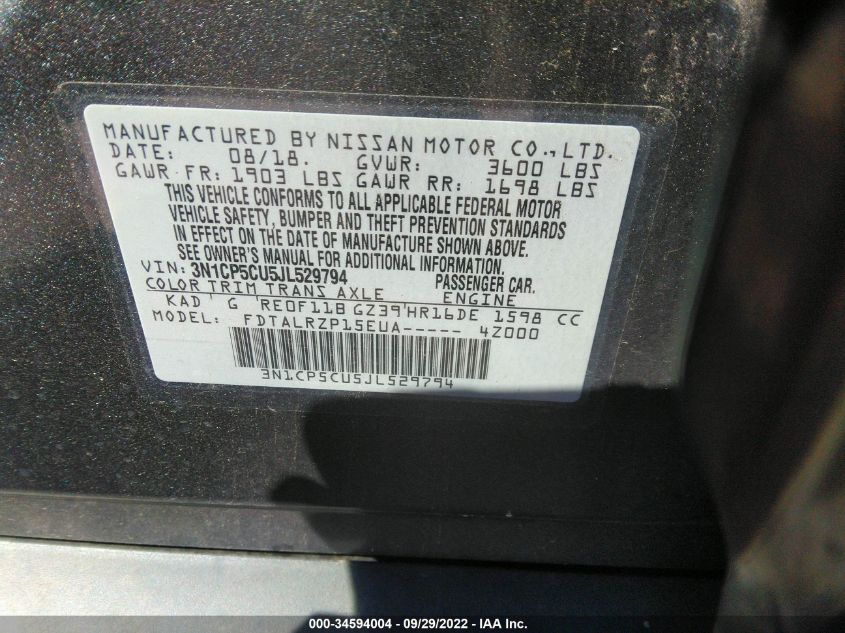 MANUFACTURED BY NISSAN MOTOR CO.,LTD.
DATE: 08/18. GVWR: 3600 LBS
GAWR FR: 1903 LBS GAWR RR: 1698 LBS
THIS VEHICLE CONFORMS TO ALL APPLICABLE FEDERAL MOTOR
VEHICLE SAFETY, BUMPER AND THEFT PREVENTION STANDARDS
IN EFFECT ON THE DATE OF MANUFACTURE SHOWN ABOVE.
SEE OWNER'S MANUAL FOR ADDITIONAL INFORMATION.
VIN: 3N1CP5CU5JL529794 PASSENGER CAR.
COLOR TRIM TRANS AXLE ENGINE
KAD ' G 'RE0F11B GZ39'HR16DE 1598 CC
MODEL: FDTALRZP15EUA----- 4Z000
3N1CP5CU5JL529794
000-34594004 - 09/29/2022 - IAA Inc.